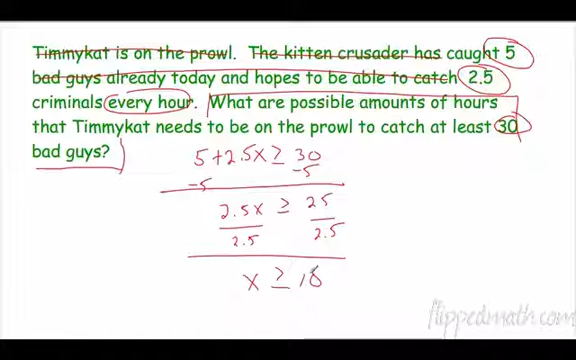 Timmykat is on the prowl. The kitten crusader has caught 5
bad guys already today and hopes to be able to catch 2.5
criminals every hour. What are possible amounts of hours
that Timmykat needs to be on the prowl to catch at least 30
bad guys?
5+2.5x ≥ 30
-5 -5
2.5x ≥ 25
2.5 2.5
x ≥ 10
flippedmath.com